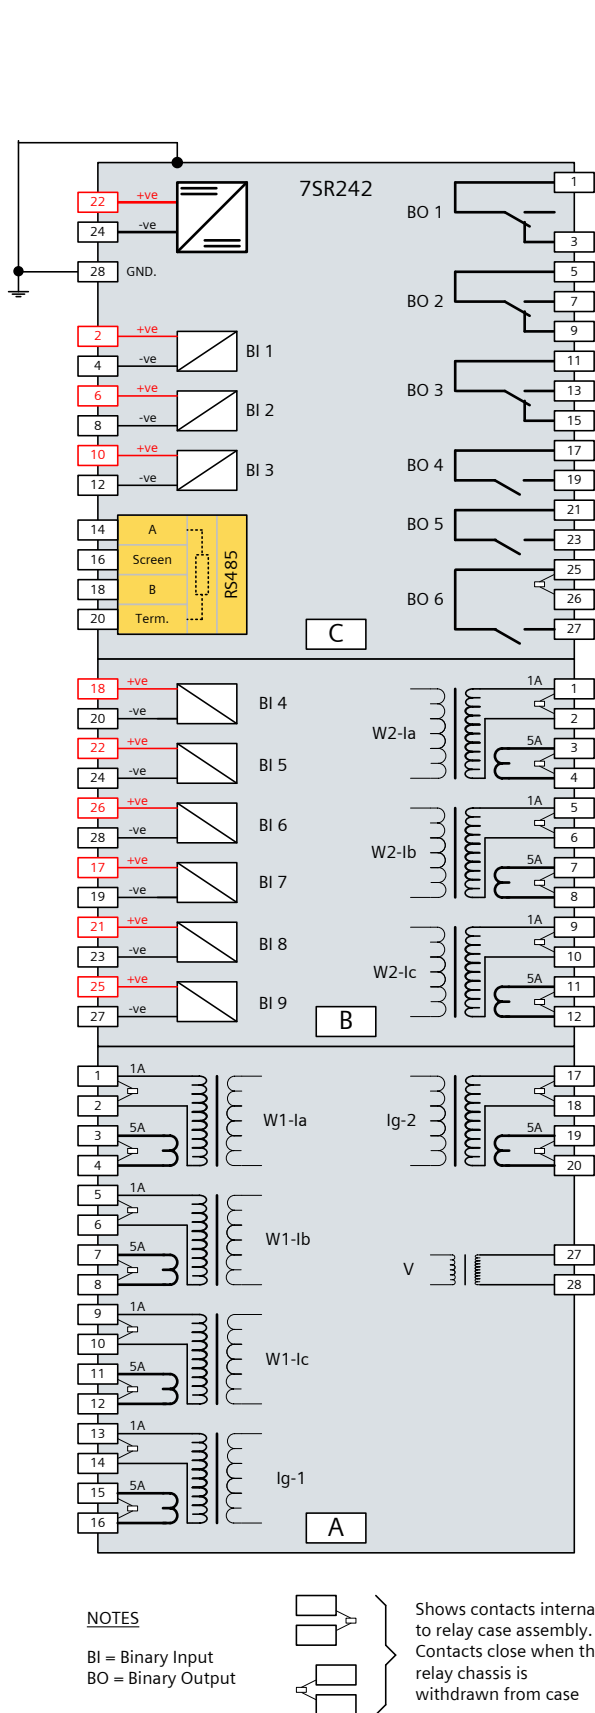 7SR242
22 +ve
24 -ve
28 GND.
BO 1
1
3
BO 2
5
7
9
2 +ve
4 -ve
BI 1
6 +ve
8 -ve
BI 2
10 +ve
12 -ve
BI 3
BO 3
11
13
15
BO 4
17
19
BO 5
21
23
BO 6
25
26
27
14 A
16 Screen
18 B
20 Term.
RS485
C
18 +ve
20 -ve
BI 4
22 +ve
24 -ve
BI 5
26 +ve
28 -ve
BI 6
17 +ve
19 -ve
BI 7
21 +ve
23 -ve
BI 8
25 +ve
27 -ve
BI 9
W2-Ia
1A 1
2
5A 3
4
W2-Ib
1A 5
6
5A 7
8
W2-Ic
1A 9
10
5A 11
12
B
1 1A
2
3 5A
4
W1-Ia
5 1A
6
7 5A
8
W1-Ib
9 1A
10
11 5A
12
W1-Ic
13 1A
14
15 5A
16
Ig-1
Ig-2
1A 17
18
5A 19
20
V
27
28
A
NOTES
BI = Binary Input
BO = Binary Output
Shows contacts interna
to relay case assembly.
Contacts close when th
relay chassis is
withdrawn from case